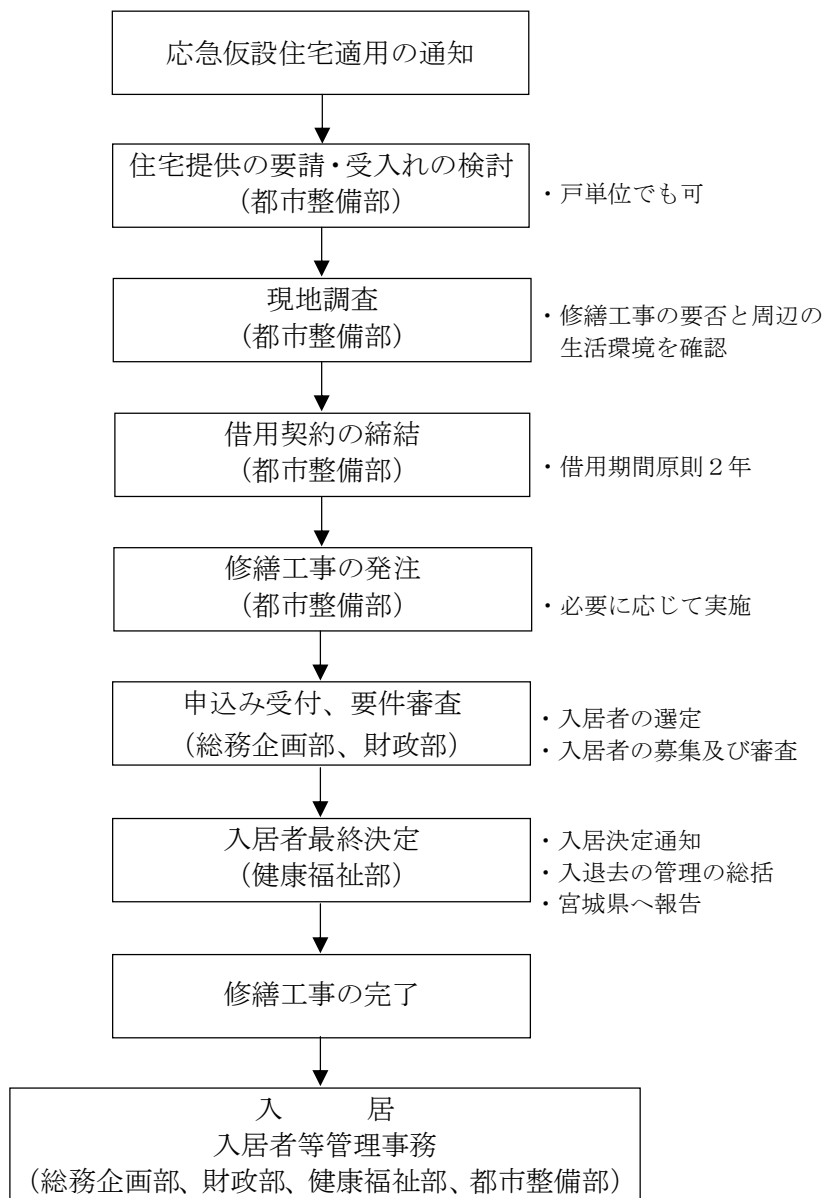 応急仮設住宅適用の通知
住宅提供の要請・受入れの検討
（都市整備部）
・戸単位でも可
現地調査
（都市整備部）
・修繕工事の要否と周辺の
生活環境を確認
借用契約の締結
（都市整備部）
・借用期間原則２年
修繕工事の発注
（都市整備部）
・必要に応じて実施
申込み受付、要件審査
（総務企画部、財政部）
・入居者の選定
・入居者の募集及び審査
入居者最終決定
（健康福祉部）
・入居決定通知
・入退去の管理の総括
・宮城県へ報告
修繕工事の完了
入　　　居
入居者等管理事務
（総務企画部、財政部、健康福祉部、都市整備部）